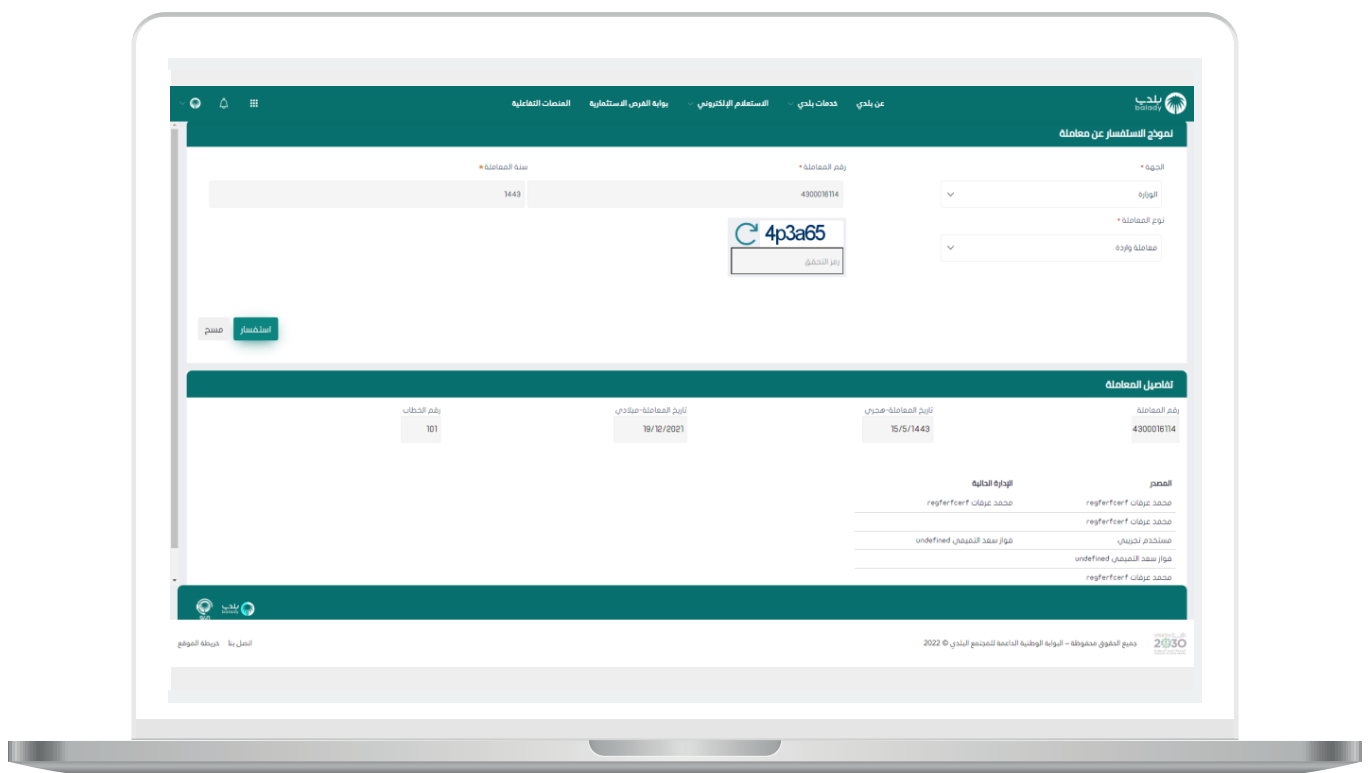 بلدي
balady
عن بلدي
خدمات بلدي
الاستعلام الإلكتروني
بوابة الفرص الاستثمارية
المنصات التفاعلية
نموذج الاستفسار عن معاملة
الجهة *
رقم المعاملة *
سنة المعاملة *
الوزارة
4300016114
1443
نوع المعاملة *
معاملة واردة
4p3a65
رمز التحقق
استفسار
مسح
تفاصيل المعاملة
رقم المعاملة
تاريخ المعاملة-هجري
تاريخ المعاملة-ميلادي
رقم الخطاب
4300016114
15/5/1443
19/12/2021
101
المصدر
الإدارة الحالية
محمد عرفات regferfcerf
محمد عرفات regferfcerf
محمد عرفات regferfcerf
مستخدم تجريبي
فواز سعد التميمي undefined
فواز سعد التميمي undefined
محمد عرفات regferfcerf
بلدي
balady
2030
جميع الحقوق محفوظة – البوابة الوطنية الداعمة للمجتمع البلدي © 2022
اتصل بنا
خريطة الموقع